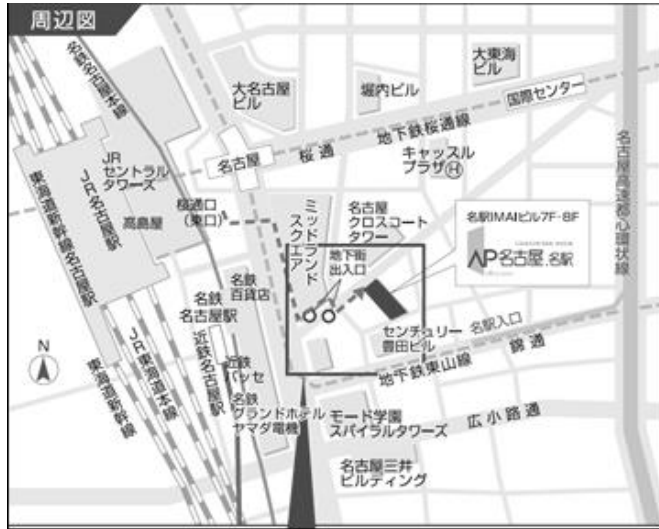 周辺図
名鉄名古屋本線
大名古屋
ビル
堀内ビル
大東海
ビル
国際センター
地下鉄桜通線
桜通
名古屋
キャッスル
プラザⒽ
JR
セントラル
タワーズ
JR名古屋駅
東海道新幹線名古屋駅
高島屋
桜通口
(東口)
ミッドランド
スクエア
名古屋
クロスコート
タワー
名駅IMAIビル7F・8F
AP名古屋.名駅
名古屋高速都心環状線
地下街
出入口
名鉄
百貨店
名鉄
名古屋駅
近鉄名古屋駅
近鉄
パッセ
センチュリー
豊田ビル
名駅入口
錦通
地下鉄東山線
N
JR東海道本線
東海道新幹線
名鉄
グランドホテル
ヤマダ電機
モード学園
スパイラルタワーズ
広小路通
名古屋三井
ビルディング